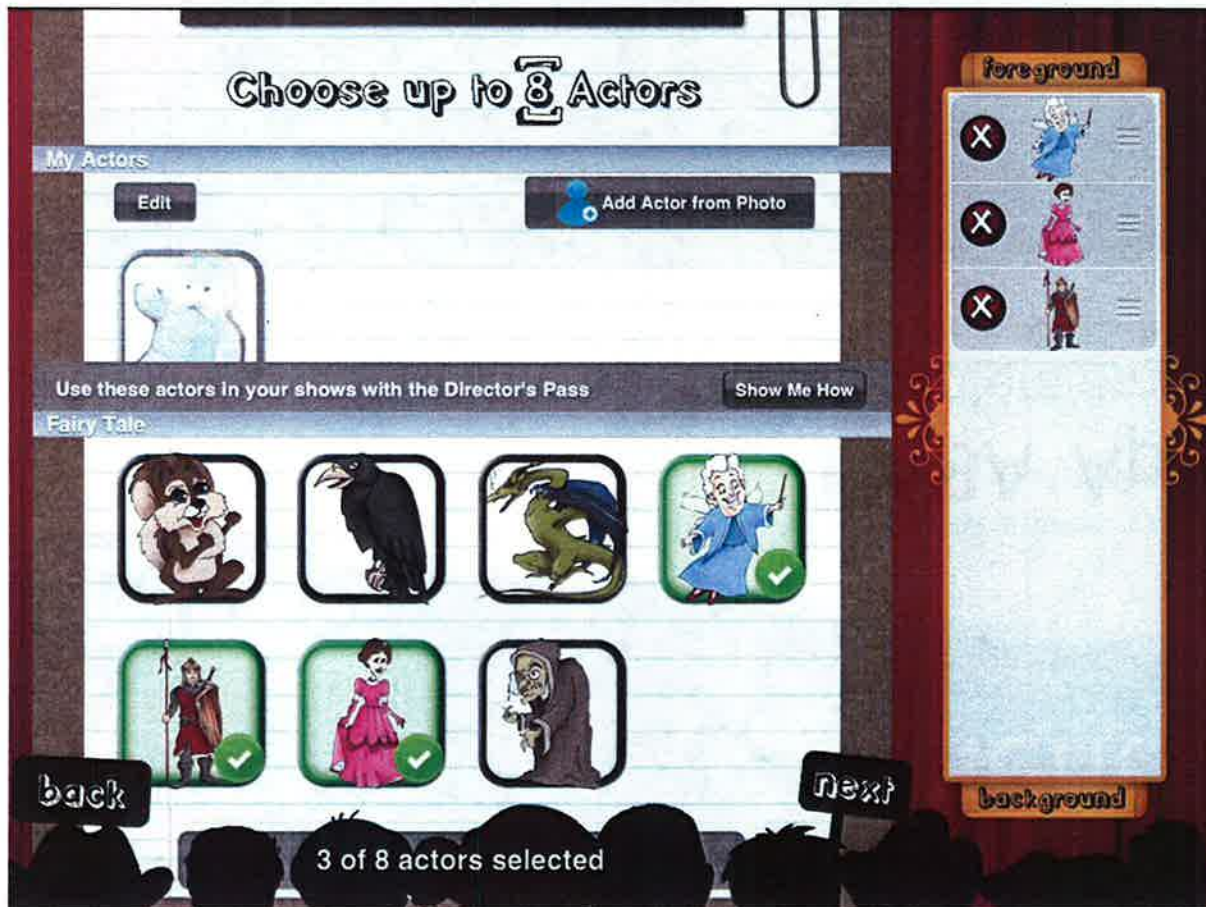 Choose up to 8 Actors
My Actors
Edit
Add Actor from Photo
Use these actors in your shows with the Director's Pass
Show Me How
Fairy Tale
back
next
3 of 8 actors selected
foreground
background